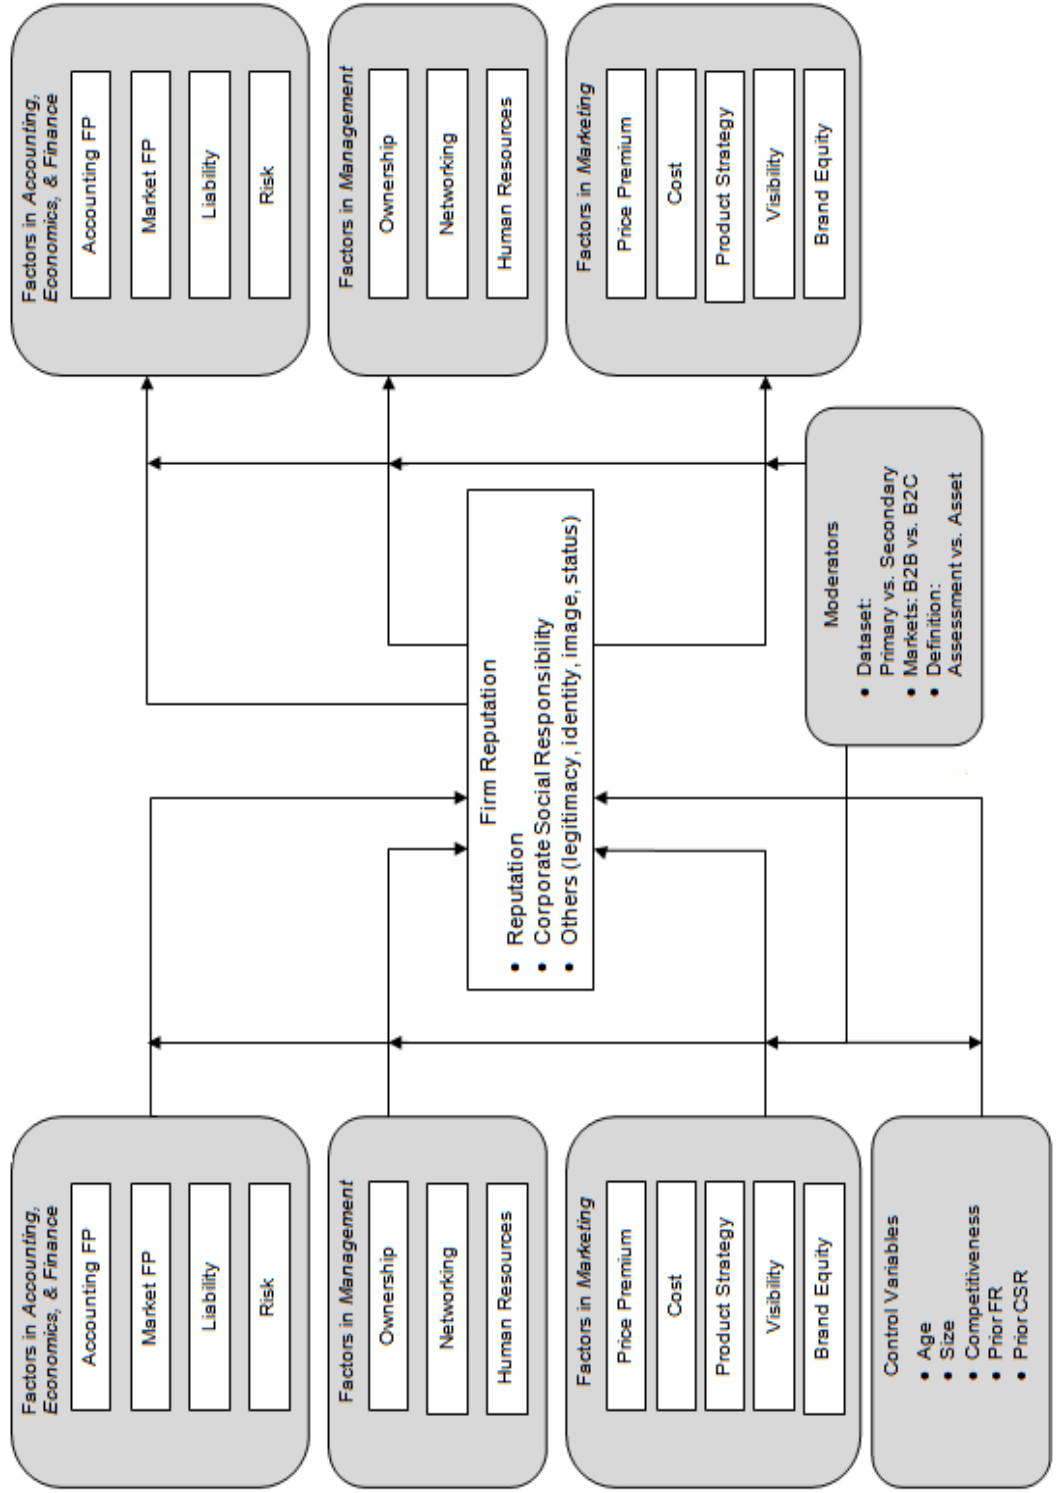 Factors in Accounting,
Economics, & Finance
Accounting FP
Market FP
Liability
Risk
Factors in Management
Ownership
Networking
Human Resources
Factors in Marketing
Price Premium
Cost
Product Strategy
Visibility
Brand Equity
Control Variables
• Age
• Size
• Competitiveness
• Prior FR
• Prior CSR
Firm Reputation
• Reputation
• Corporate Social Responsibility
• Others (legitimacy, identity, image, status)
Moderators
• Dataset:
Primary vs. Secondary
• Markets: B2B vs. B2C
• Definition:
Assessment vs. Asset
Factors in Accounting,
Economics, & Finance
Accounting FP
Market FP
Liability
Risk
Factors in Management
Ownership
Networking
Human Resources
Factors in Marketing
Price Premium
Cost
Product Strategy
Visibility
Brand Equity